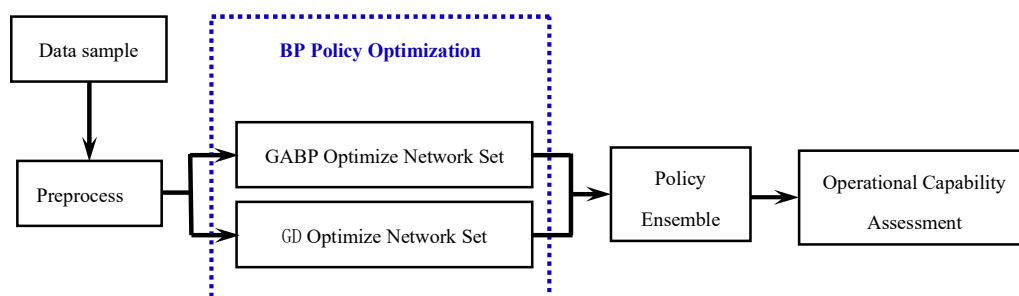 Data sample
BP Policy Optimization
GABP Optimize Network Set
Preprocess
GD Optimize Network Set
Policy
Ensemble
Operational Capability
Assessment